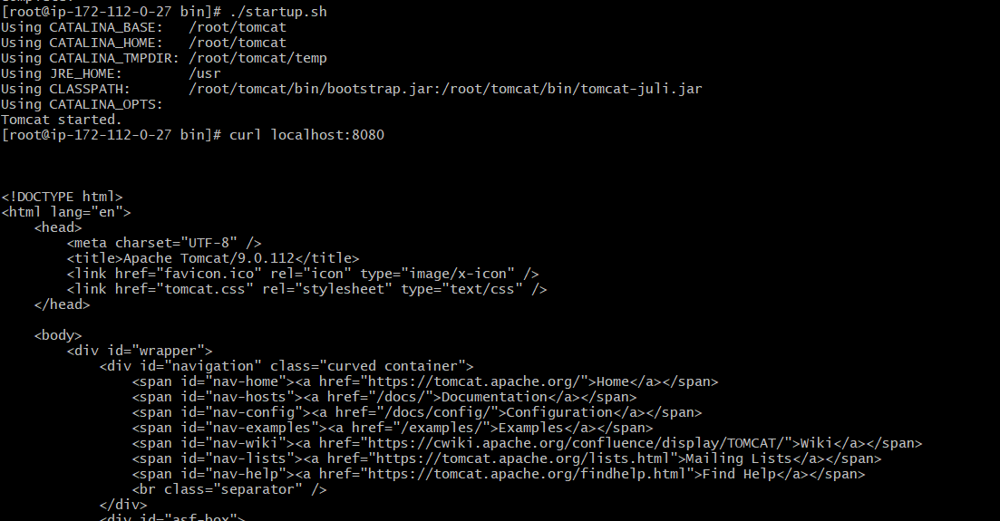 [root@ip-172-112-0-27 bin]# ./startup.sh
Using CATALINA_BASE:   /root/tomcat
Using CATALINA_HOME:   /root/tomcat
Using CATALINA_TMPDIR: /root/tomcat/temp
Using JRE_HOME:        /usr
Using CLASSPATH:       /root/tomcat/bin/bootstrap.jar:/root/tomcat/bin/tomcat-juli.jar
Using CATALINA_OPTS:
Tomcat started.
[root@ip-172-112-0-27 bin]# curl localhost:8080
<!DOCTYPE html>
<html lang="en">
    <head>
        <meta charset="UTF-8" />
        <title>Apache Tomcat/9.0.112</title>
        <link href="favicon.ico" rel="icon" type="image/x-icon" />
        <link href="tomcat.css" rel="stylesheet" type="text/css" />
    </head>
    <body>
        <div id="wrapper">
            <div id="navigation" class="curved container">
                <span id="nav-home"><a href="https://tomcat.apache.org/">Home</a></span>
                <span id="nav-hosts"><a href="/docs/">Documentation</a></span>
                <span id="nav-config"><a href="/docs/config/">Configuration</a></span>
                <span id="nav-examples"><a href="/examples/">Examples</a></span>
                <span id="nav-wiki"><a href="https://cwiki.apache.org/confluence/display/TOMCAT/">Wiki</a></span>
                <span id="nav-lists"><a href="https://tomcat.apache.org/lists.html">Mailing Lists</a></span>
                <span id="nav-help"><a href="https://tomcat.apache.org/findhelp.html">Find Help</a></span>
                <br class="separator" />
            </div>
            <div id="asf-box">